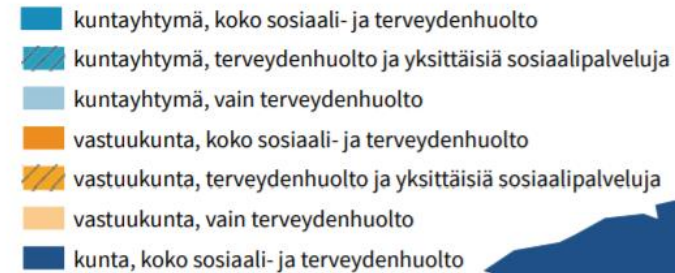 kuntayhtymä, koko sosiaali- ja terveydenhuolto
kuntayhtymä, terveydenhuolto ja yksittäisiä sosiaalipalveluja
kuntayhtymä, vain terveydenhuolto
vastuukunta, koko sosiaali- ja terveydenhuolto
vastuukunta, terveydenhuolto ja yksittäisiä sosiaalipalveluja
vastuukunta, vain terveydenhuolto
kunta, koko sosiaali- ja terveydenhuolto